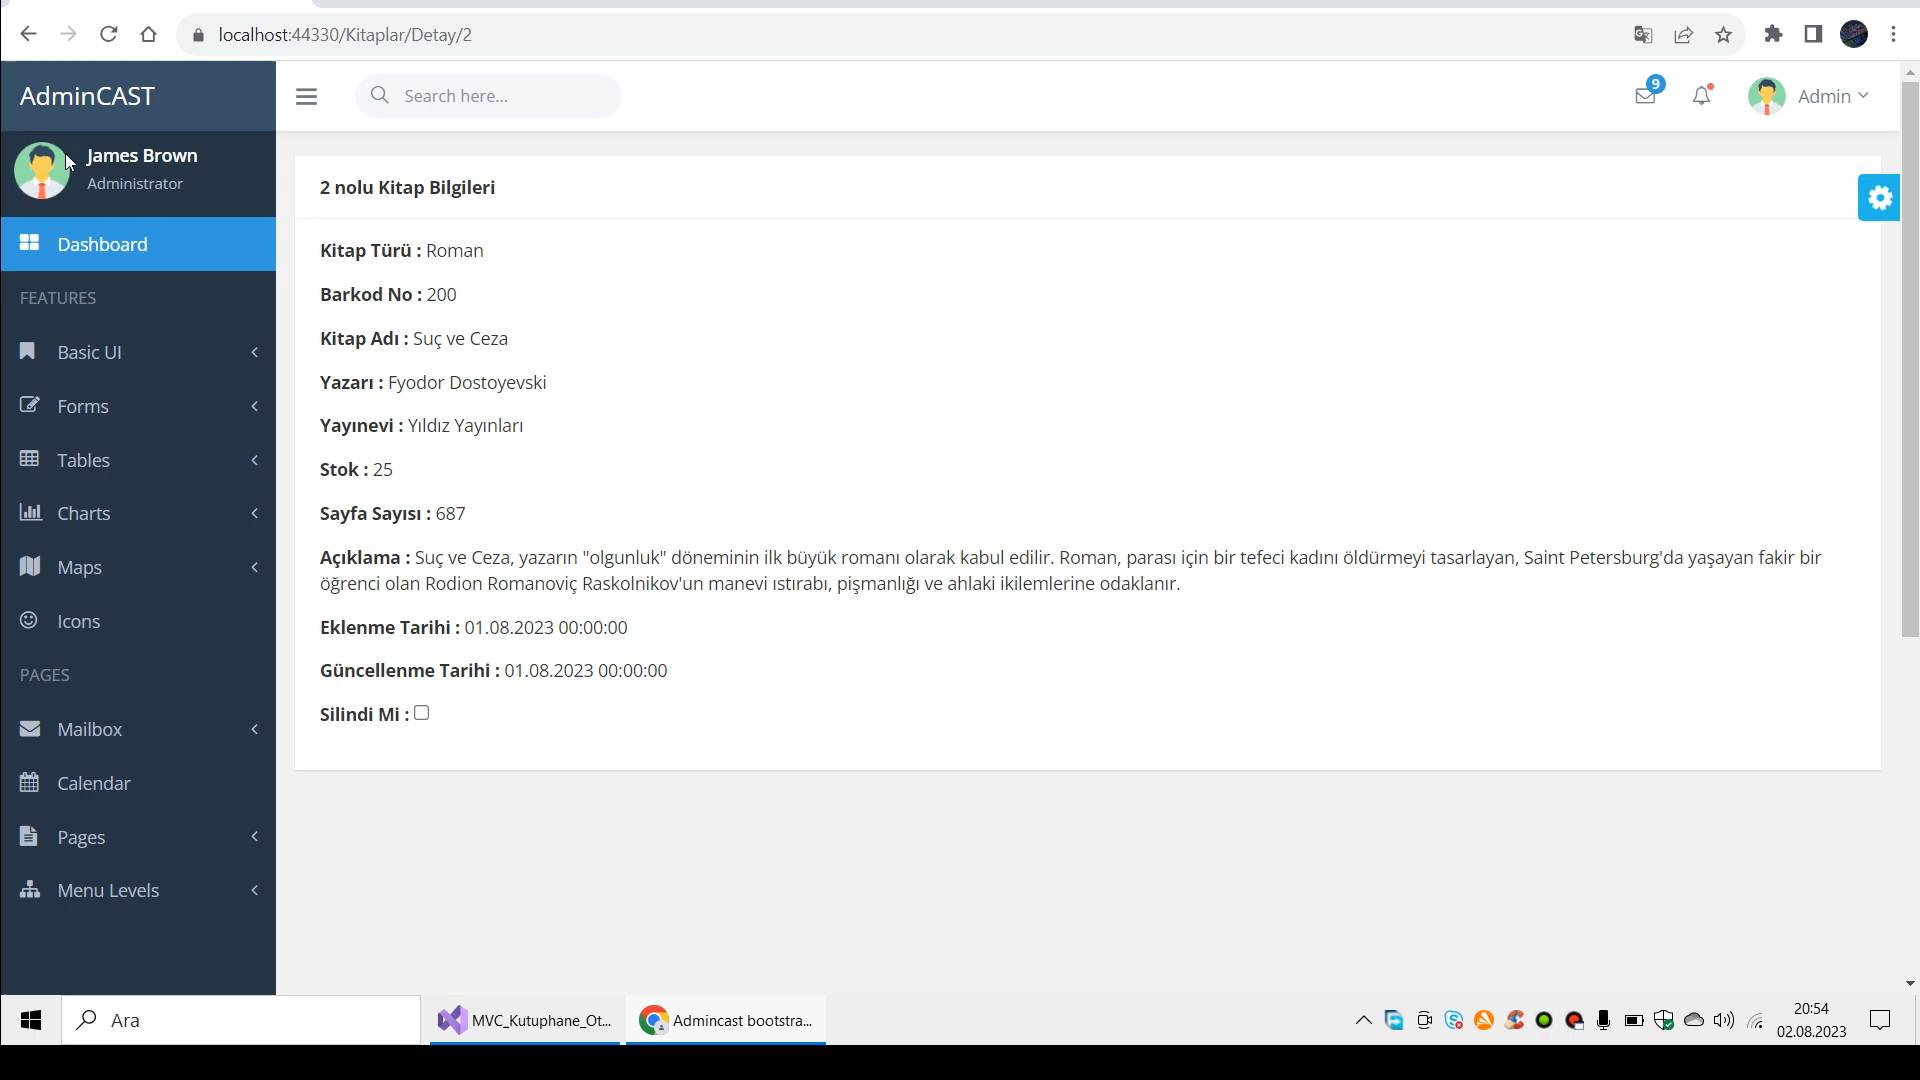 localhost:44330/Kitaplar/Detay/2
AdminCAST
Search here...
9
Admin
James Brown
Administrator
Dashboard
FEATURES
Basic UI
Forms
Tables
Charts
Maps
Icons
PAGES
Mailbox
Calendar
Pages
Menu Levels
2 nolu Kitap Bilgileri
Kitap Türü : Roman
Barkod No : 200
Kitap Adı : Suç ve Ceza
Yazarı : Fyodor Dostoyevski
Yayınevi : Yıldız Yayınları
Stok : 25
Sayfa Sayısı : 687
Açıklama : Suç ve Ceza, yazarın "olgunluk" döneminin ilk büyük romanı olarak kabul edilir. Roman, parası için bir tefeci kadını öldürmeyi tasarlayan, Saint Petersburg'da yaşayan fakir bir
öğrenci olan Rodion Romanoviç Raskolnikov'un manevi ıstırabı, pişmanlığı ve ahlaki ikilemlerine odaklanır.
Eklenme Tarihi : 01.08.2023 00:00:00
Güncellenme Tarihi : 01.08.2023 00:00:00
Silindi Mi :
Ara
MVC_Kutuphane_Ot...
Admincast bootstra...
20:54
02.08.2023